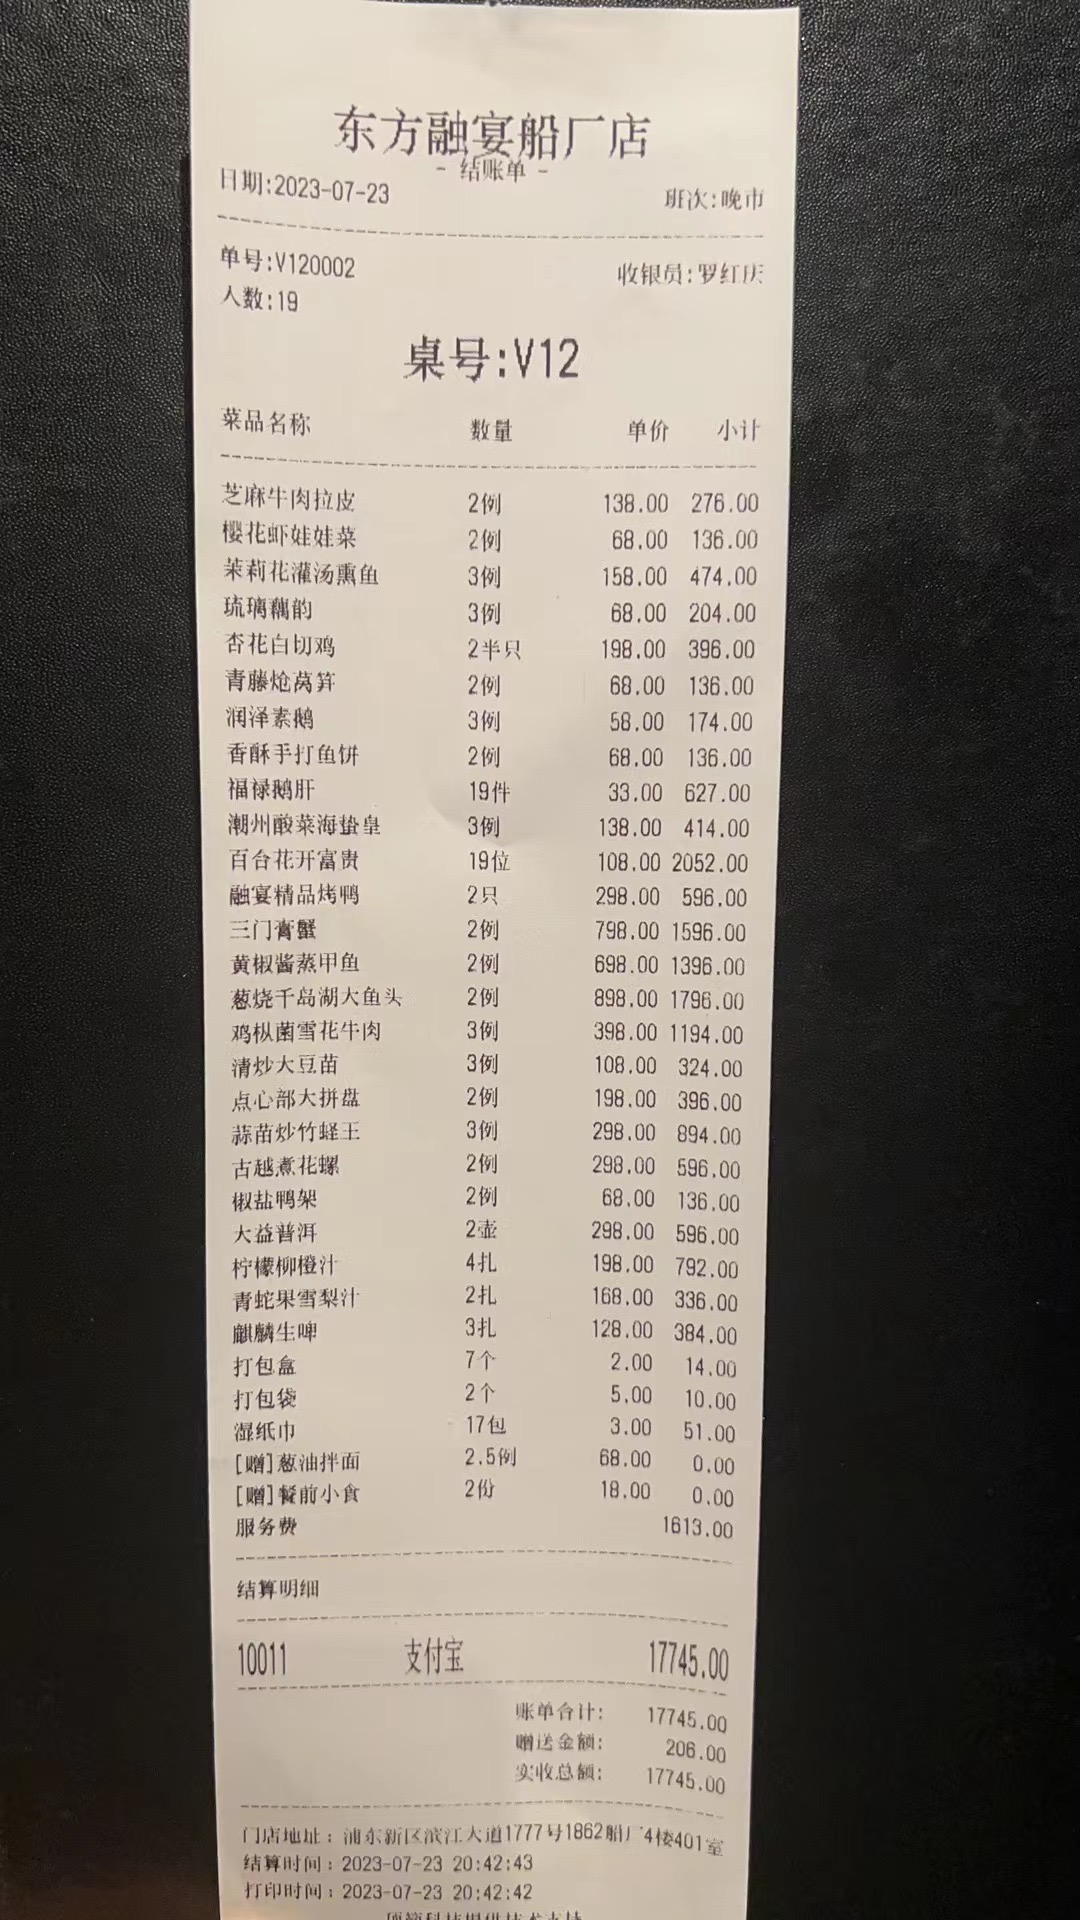 东方融宴船厂店
- 结账单 -
日期:2023-07-23 班次:晚市
单号:V120002 收银员:罗红庆
人数:19
桌号:V12
菜品名称 数量 单价 小计
芝麻牛肉拉皮 2例 138.00 276.00
樱花虾娃娃菜 2例 68.00 136.00
茉莉花灌汤熏鱼 3例 158.00 474.00
琉璃藕韵 3例 68.00 204.00
杏花白切鸡 2半只 198.00 396.00
青藤炝莴笋 2例 68.00 136.00
润泽素鹅 3例 58.00 174.00
香酥手打鱼饼 2例 68.00 136.00
福禄鹅肝 19件 33.00 627.00
潮州酸菜海蛰皇 3例 138.00 414.00
百台花开富贵 19位 108.00 2052.00
融宴精品烤鸭 2只 298.00 596.00
三门膏蟹 2例 798.00 1596.00
黄椒酱蒸甲鱼 2例 698.00 1396.00
葱烧千岛湖大鱼头 2例 898.00 1796.00
鸡枞菌雪花牛肉 3例 398.00 1194.00
清炒大豆苗 3例 108.00 324.00
点心部大拼盘 2例 198.00 396.00
蒜苗炒竹蛏王 3例 298.00 894.00
古越煮花螺 2例 298.00 596.00
椒盐鸭架 2例 68.00 136.00
大益普洱 2壶 298.00 596.00
柠檬柳橙汁 4扎 198.00 792.00
青蛇果雪梨汁 2扎 168.00 336.00
麒麟生啤 3扎 128.00 384.00
打包盒 7个 2.00 14.00
打包袋 2个 5.00 10.00
湿纸巾 17包 3.00 51.00
[赠]葱油拌面 2.5例 68.00 0.00
[赠]餐前小食 2份 18.00 0.00
服务费 1613.00
结算明细
10011 支付宝 17745.00
账单合计: 17745.00
赠送金额: 206.00
实收总额: 17745.00
门店地址：浦东新区滨江大道1777号1862船厂4楼401室
结算时间：2023-07-23 20:42:43
打印时间：2023-07-23 20:42:42